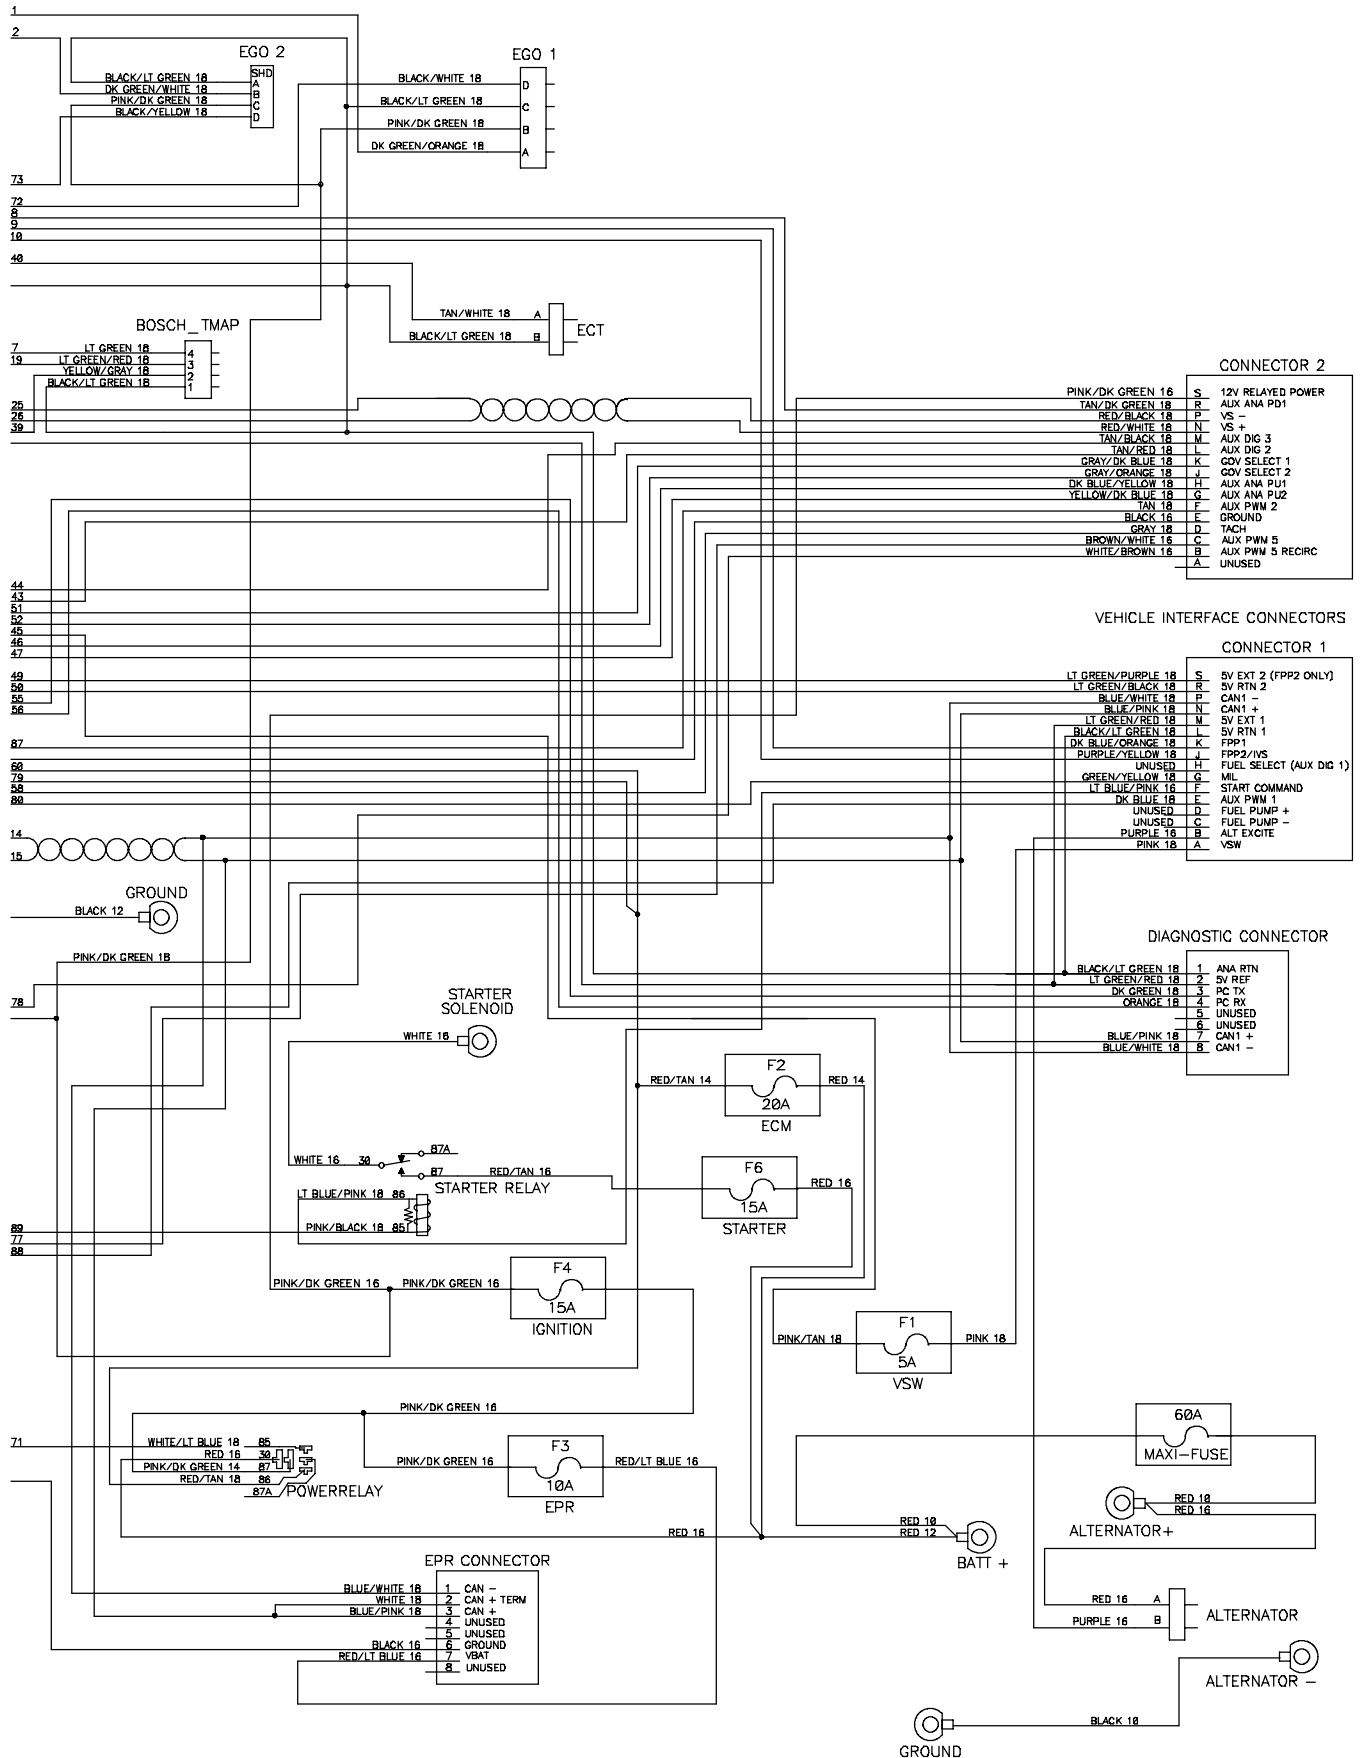 1
2
EGO 2
SHD
BLACK/LT GREEN 18 A
DK GREEN/WHITE 18 B
PINK/DK GREEN 18 C
BLACK/YELLOW 18 D
EGO 1
BLACK/WHITE 18 D
BLACK/LT GREEN 18 C
PINK/DK GREEN 18 B
DK GREEN/ORANGE 18 A
73
72
8
9
10
40
TAN/WHITE 18 A
BLACK/LT GREEN 18 B
ECT
BOSCH_TMAP
7 LT GREEN 18 4
19 LT GREEN/RED 18 3
YELLOW/GRAY 18 2
BLACK/LT GREEN 18 1
25
26
39
CONNECTOR 2
PINK/DK GREEN 16 S 12V RELAYED POWER
TAN/DK GREEN 18 R AUX ANA PD1
RED/BLACK 18 P VS -
RED/WHITE 18 N VS +
TAN/BLACK 18 M AUX DIG 3
TAN/RED 18 L AUX DIG 2
GRAY/DK BLUE 18 K GOV SELECT 1
GRAY/ORANGE 18 J GOV SELECT 2
DK BLUE/YELLOW 18 H AUX ANA PU1
YELLOW/DK BLUE 18 G AUX ANA PU2
TAN 18 F AUX PWM 2
BLACK 16 E GROUND
GRAY 18 D TACH
BROWN/WHITE 16 C AUX PWM 5
WHITE/BROWN 16 B AUX PWM 5 RECIRC
A UNUSED
44
43
51
52
45
46
47
49
50
55
56
87
60
79
58
80
14
15
VEHICLE INTERFACE CONNECTORS
CONNECTOR 1
LT GREEN/PURPLE 18 S 5V EXT 2 (FPP2 ONLY)
LT GREEN/BLACK 18 R 5V RTN 2
BLUE/WHITE 18 P CAN1 -
BLUE/PINK 18 N CAN1 +
LT GREEN/RED 18 M 5V EXT 1
BLACK/LT GREEN 18 L 5V RTN 1
DK BLUE/ORANGE 18 K FPP1
PURPLE/YELLOW 18 J FPP2/IVS
UNUSED H FUEL SELECT (AUX DIG 1)
GREEN/YELLOW 18 G MIL
LT BLUE/PINK 16 F START COMMAND
DK BLUE 18 E AUX PWM 1
UNUSED D FUEL PUMP +
UNUSED C FUEL PUMP -
PURPLE 16 B ALT EXCITE
PINK 18 A VSW
GROUND
BLACK 12
PINK/DK GREEN 18
78
DIAGNOSTIC CONNECTOR
BLACK/LT GREEN 18 1 ANA RTN
LT GREEN/RED 18 2 5V REF
DK GREEN 18 3 PC TX
ORANGE 18 4 PC RX
5 UNUSED
6 UNUSED
BLUE/PINK 18 7 CAN1 +
BLUE/WHITE 18 8 CAN1 -
STARTER
SOLENOID
WHITE 16
RED/TAN 14 F2 RED 14
20A
ECM
87A
WHITE 16 30
87 RED/TAN 16
STARTER RELAY
LT BLUE/PINK 18 86
PINK/BLACK 18 85
F6 RED 16
15A
STARTER
89
77
88
PINK/DK GREEN 16 PINK/DK GREEN 16
F4
15A
IGNITION
PINK/TAN 18 F1 PINK 18
5A
VSW
PINK/DK GREEN 16
71
WHITE/LT BLUE 18 85
RED 16 30
PINK/DK GREEN 14 87
RED/TAN 18 86
87A
POWERRELAY
PINK/DK GREEN 16 F3 RED/LT BLUE 16
10A
EPR
60A
MAXI-FUSE
RED 10
RED 16
ALTERNATOR+
RED 16
RED 10
RED 12
BATT +
EPR CONNECTOR
BLUE/WHITE 18 1 CAN -
WHITE 18 2 CAN + TERM
BLUE/PINK 18 3 CAN +
4 UNUSED
5 UNUSED
BLACK 16 6 GROUND
RED/LT BLUE 16 7 VBAT
8 UNUSED
RED 16 A
PURPLE 16 B
ALTERNATOR
ALTERNATOR -
BLACK 10
GROUND